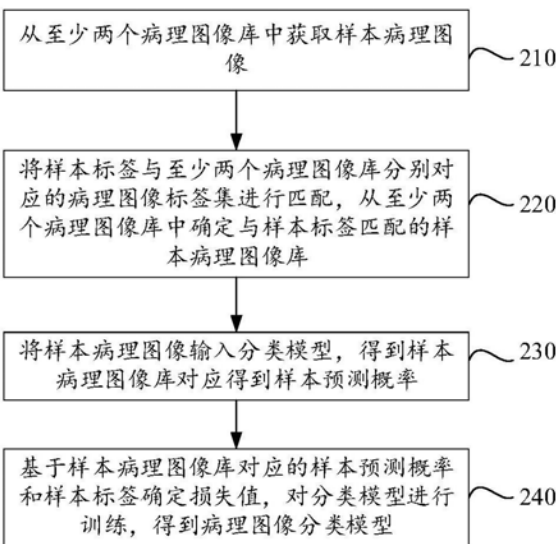 从至少两个病理图像库中获取样本病理图
像
210
将样本标签与至少两个病理图像库分别对
应的病理图像标签集进行匹配，从至少两
个病理图像库中确定与样本标签匹配的样
本病理图像库
220
将样本病理图像输入分类模型，得到样本
病理图像库对应得到样本预测概率
230
基于样本病理图像库对应的样本预测概率
和样本标签确定损失值，对分类模型进行
训练，得到病理图像分类模型
240